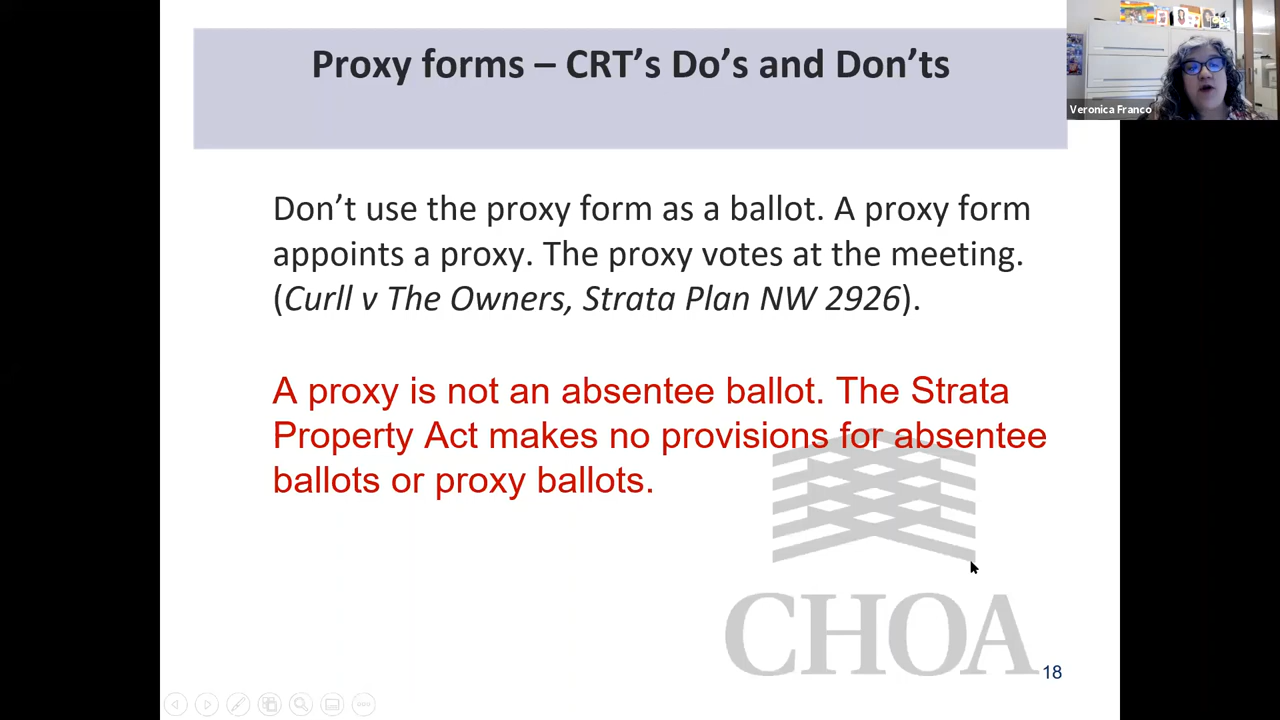 Proxy forms – CRT’s Do’s and Don’ts
Veronica Franco
Don’t use the proxy form as a ballot. A proxy form
appoints a proxy. The proxy votes at the meeting.
(Curll v The Owners, Strata Plan NW 2926).
A proxy is not an absentee ballot. The Strata
Property Act makes no provisions for absentee
ballots or proxy ballots.
CHOA
18